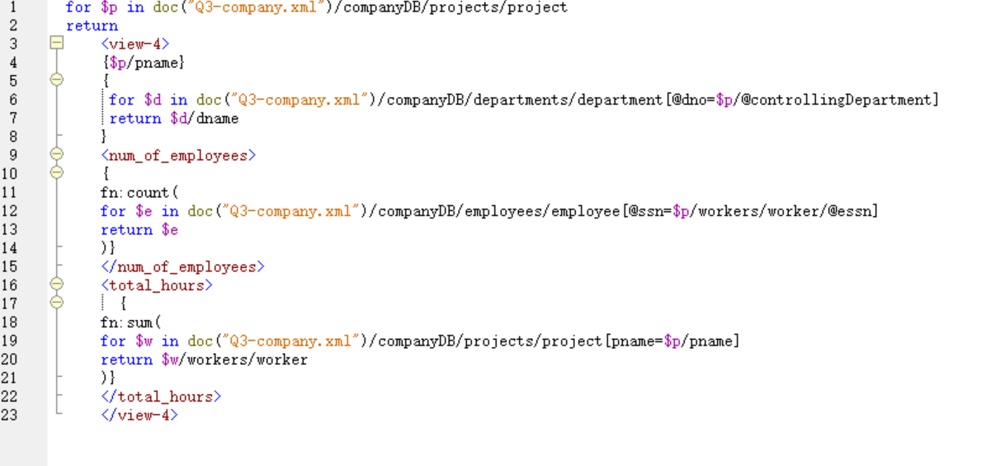 1 for $p in doc("Q3-company.xml")/companyDB/projects/project
2 return
3 <view-4>
4 {$p/pname}
5 {
6 for $d in doc("Q3-company.xml")/companyDB/departments/department[@dno=$p/@controllingDepartment]
7 return $d/dname
8 }
9 <num_of_employees>
10 {
11 fn:count(
12 for $e in doc("Q3-company.xml")/companyDB/employees/employee[@ssn=$p/workers/worker/@essn]
13 return $e
14 )}
15 </num_of_employees>
16 <total_hours>
17 {
18 fn:sum(
19 for $w in doc("Q3-company.xml")/companyDB/projects/project[pname=$p/pname]
20 return $w/workers/worker
21 )}
22 </total_hours>
23 </view-4>